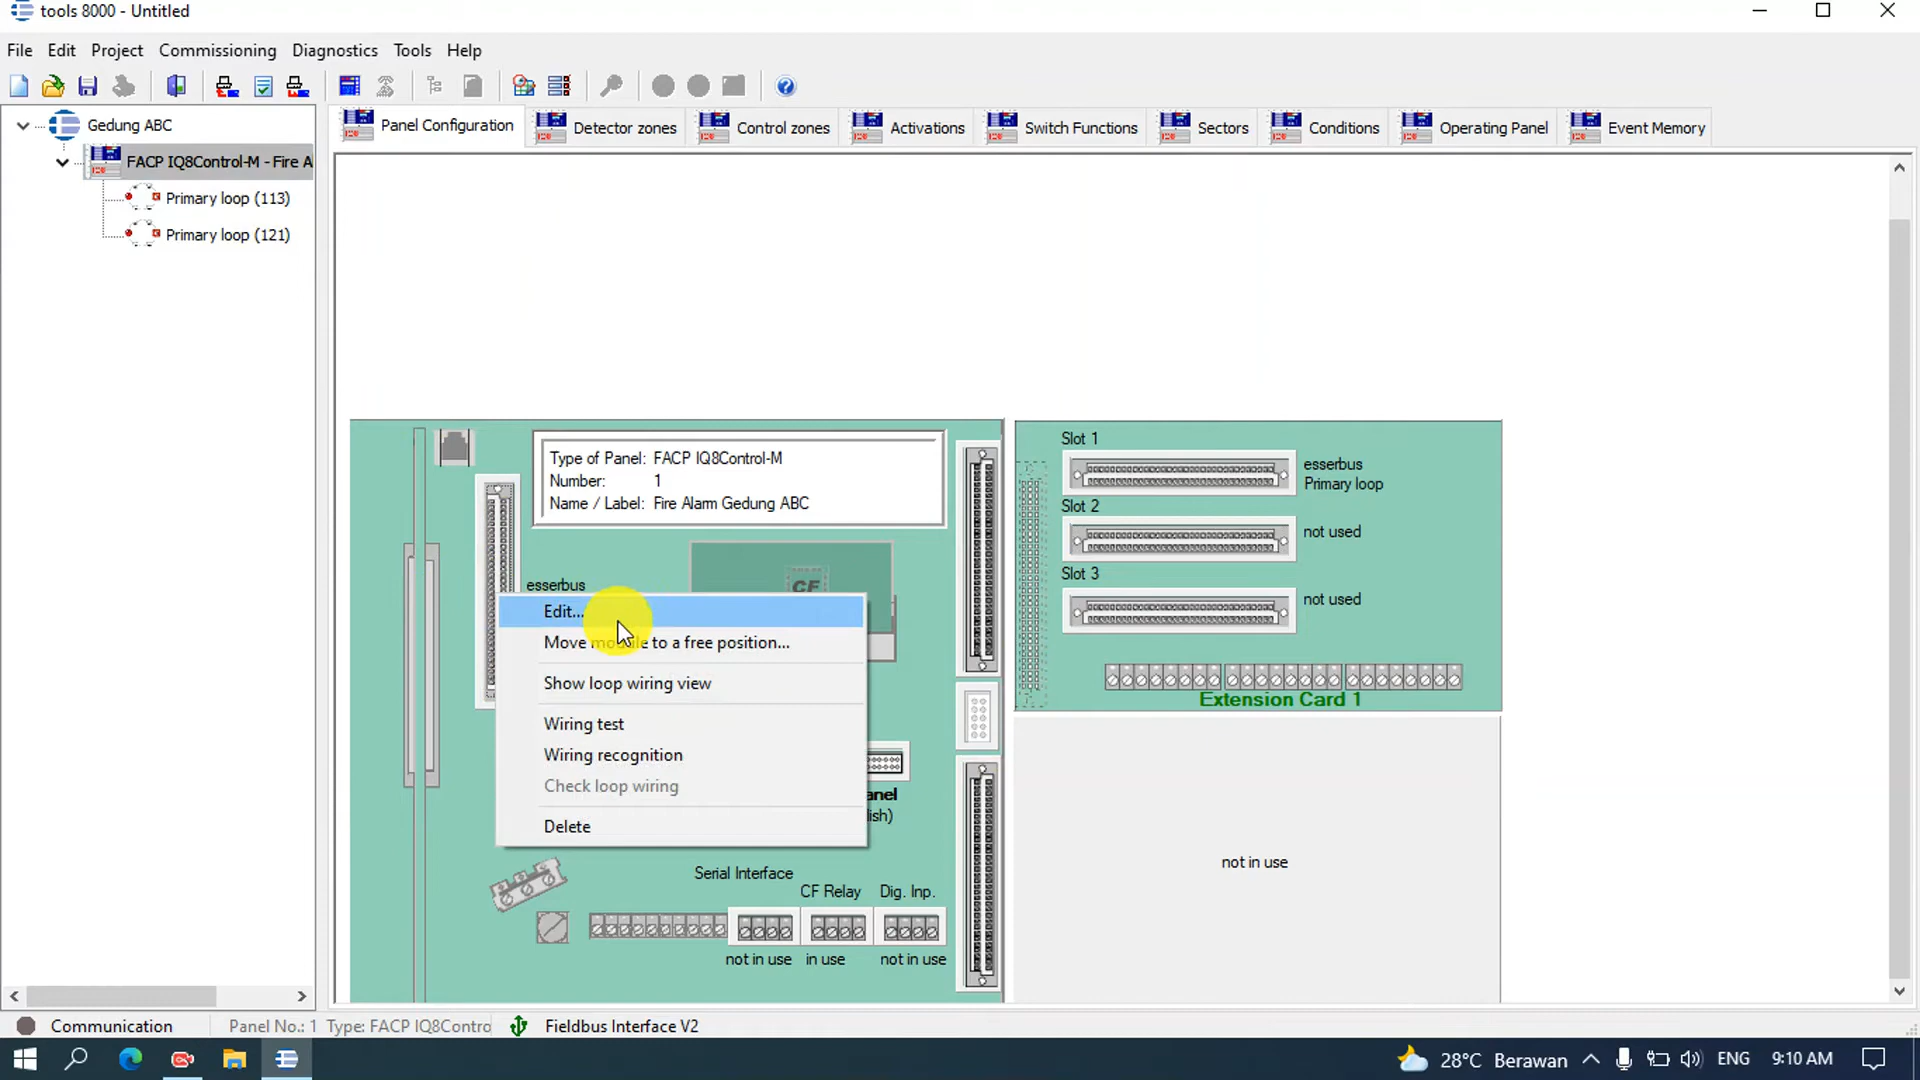 tools 8000 - Untitled
File Edit Project Commissioning Diagnostics Tools Help
Gedung ABC
FACP IQ8Control-M - Fire A
Primary loop (113)
Primary loop (121)
Panel Configuration
Detector zones
Control zones
Activations
Switch Functions
Sectors
Conditions
Operating Panel
Event Memory
Type of Panel: FACP IQ8Control-M
Number: 1
Name / Label: Fire Alarm Gedung ABC
CF
esserbus
Edit...
Move module to a free position...
Show loop wiring view
Wiring test
Wiring recognition
Check loop wiring
Delete
anel
lish)
Serial Interface
CF Relay
Dig. Inp.
not in use
in use
not in use
Slot 1
esserbus
Primary loop
Slot 2
not used
Slot 3
not used
Extension Card 1
not in use
Communication
Panel No.: 1 Type: FACP IQ8Contro
Fieldbus Interface V2
28°C Berawan
ENG
9:10 AM